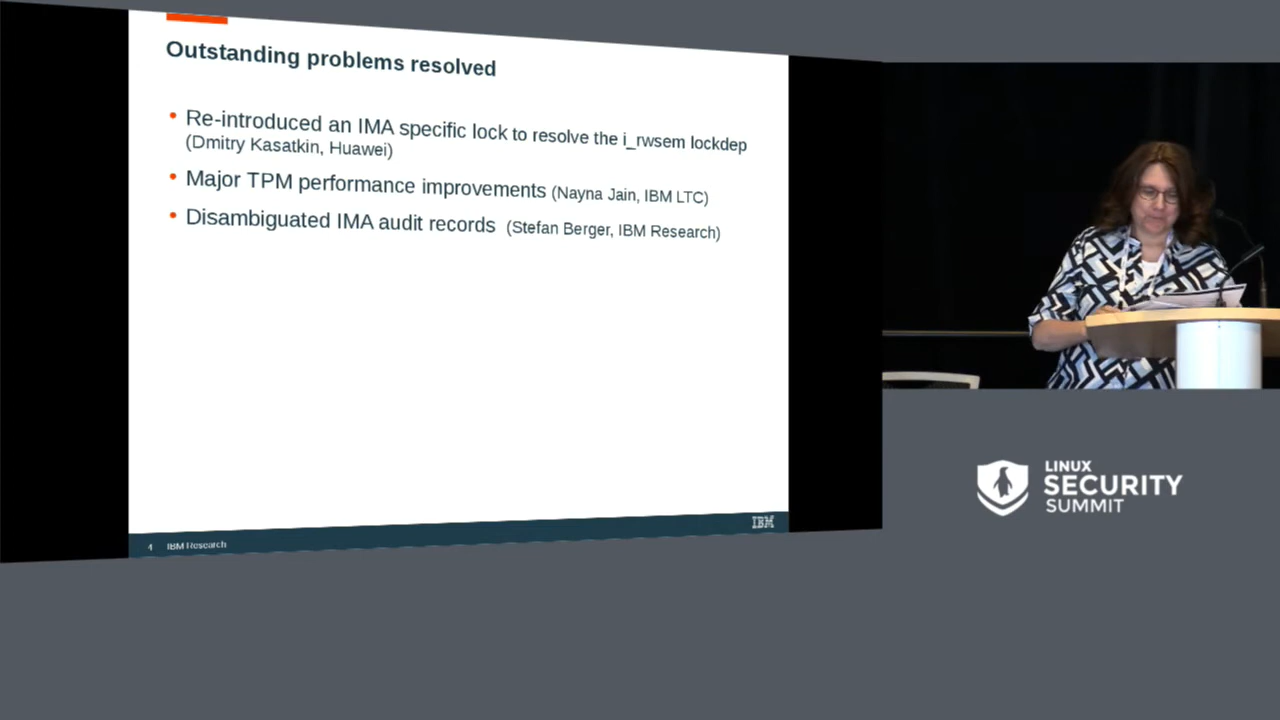 Outstanding problems resolved
• Re-introduced an IMA specific lock to resolve the i_rwsem lockdep
(Dmitry Kasatkin, Huawei)
• Major TPM performance improvements (Nayna Jain, IBM LTC)
• Disambiguated IMA audit records (Stefan Berger, IBM Research)
4 IBM Research
IBM
LINUX
SECURITY
SUMMIT